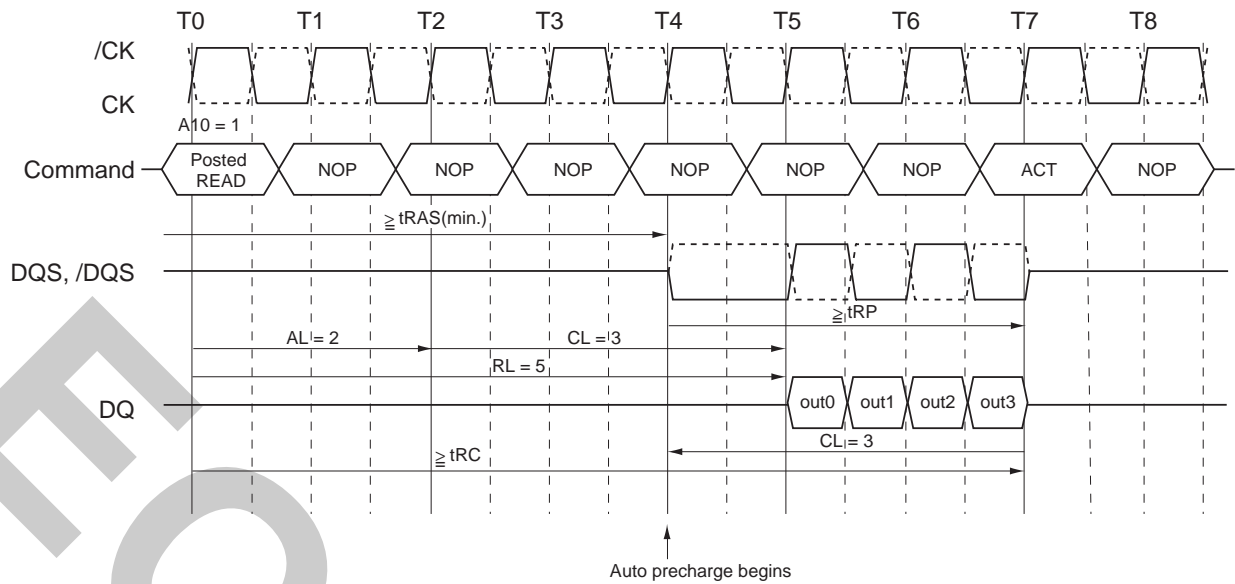 T0 T1 T2 T3 T4 T5 T6 T7 T8
/CK
CK
A10 = 1
Command
Posted
READ
NOP NOP NOP NOP NOP NOP ACT NOP
≧ tRAS(min.)
DQS, /DQS
≧ tRP
AL = 2 CL = 3
RL = 5
DQ
out0 out1 out2 out3
CL = 3
≧ tRC
Auto precharge begins